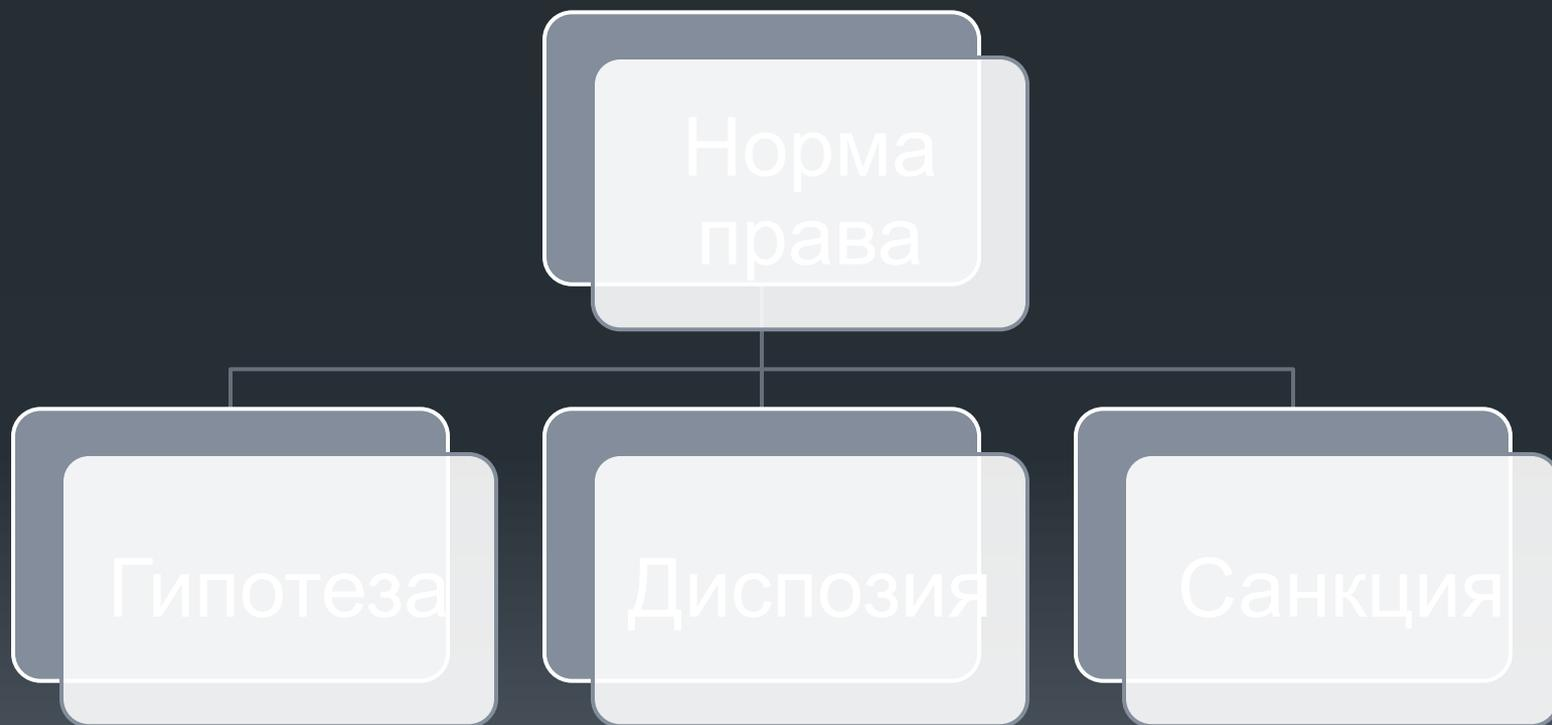 Норма
права
Гипотеза
Диспозия
Санкция